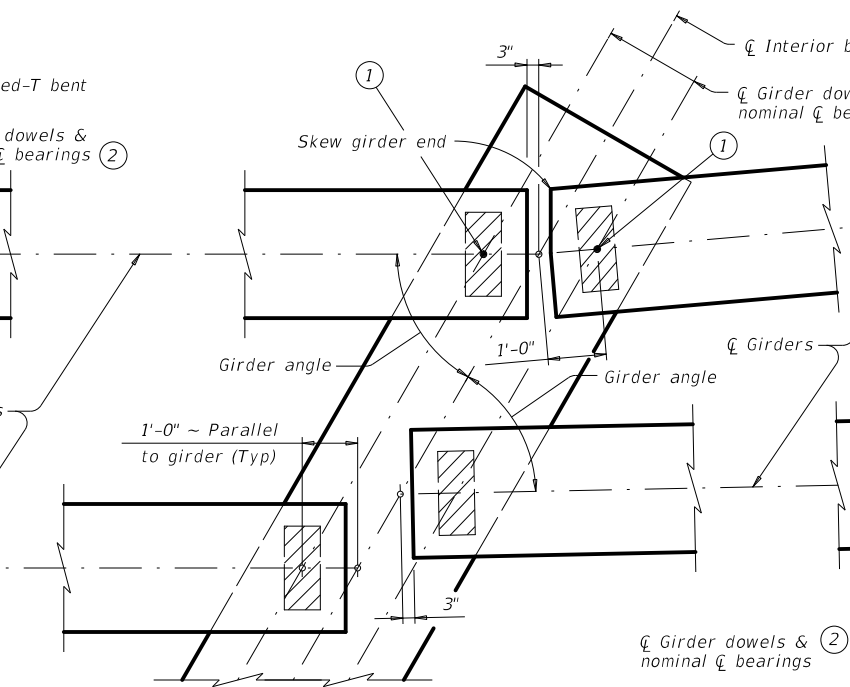 3"
℄ Interior b
1
ed-T bent
℄ Girder dow
nominal ℄ be
dowels &
℄ bearings 2
Skew girder end
1
1'-0"
℄ Girders
Girder angle
Girder angle
s
1'-0" ~ Parallel
to girder (Typ)
3"
℄ Girder dowels & 2
nominal ℄ bearings